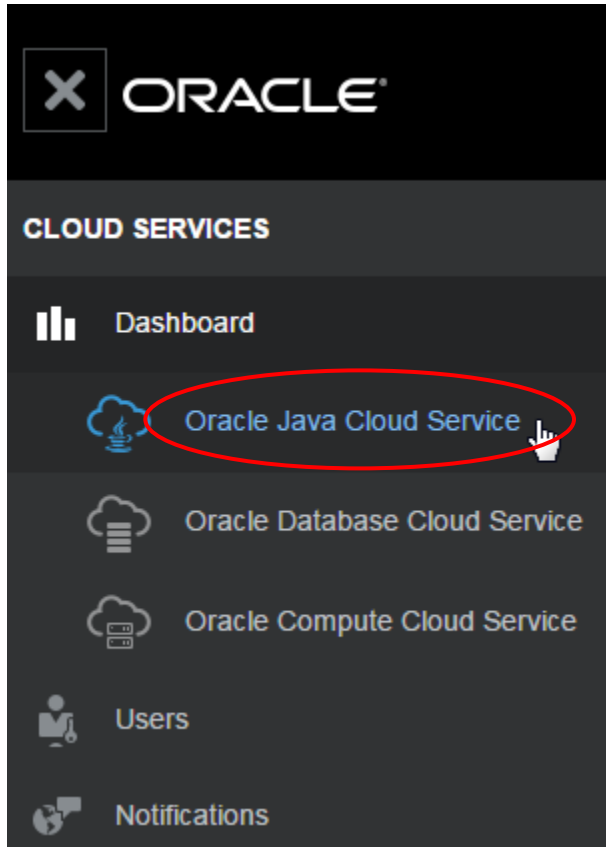 ORACLE®
CLOUD SERVICES
Dashboard
Oracle Java Cloud Service
Oracle Database Cloud Service
Oracle Compute Cloud Service
Users
Notifications